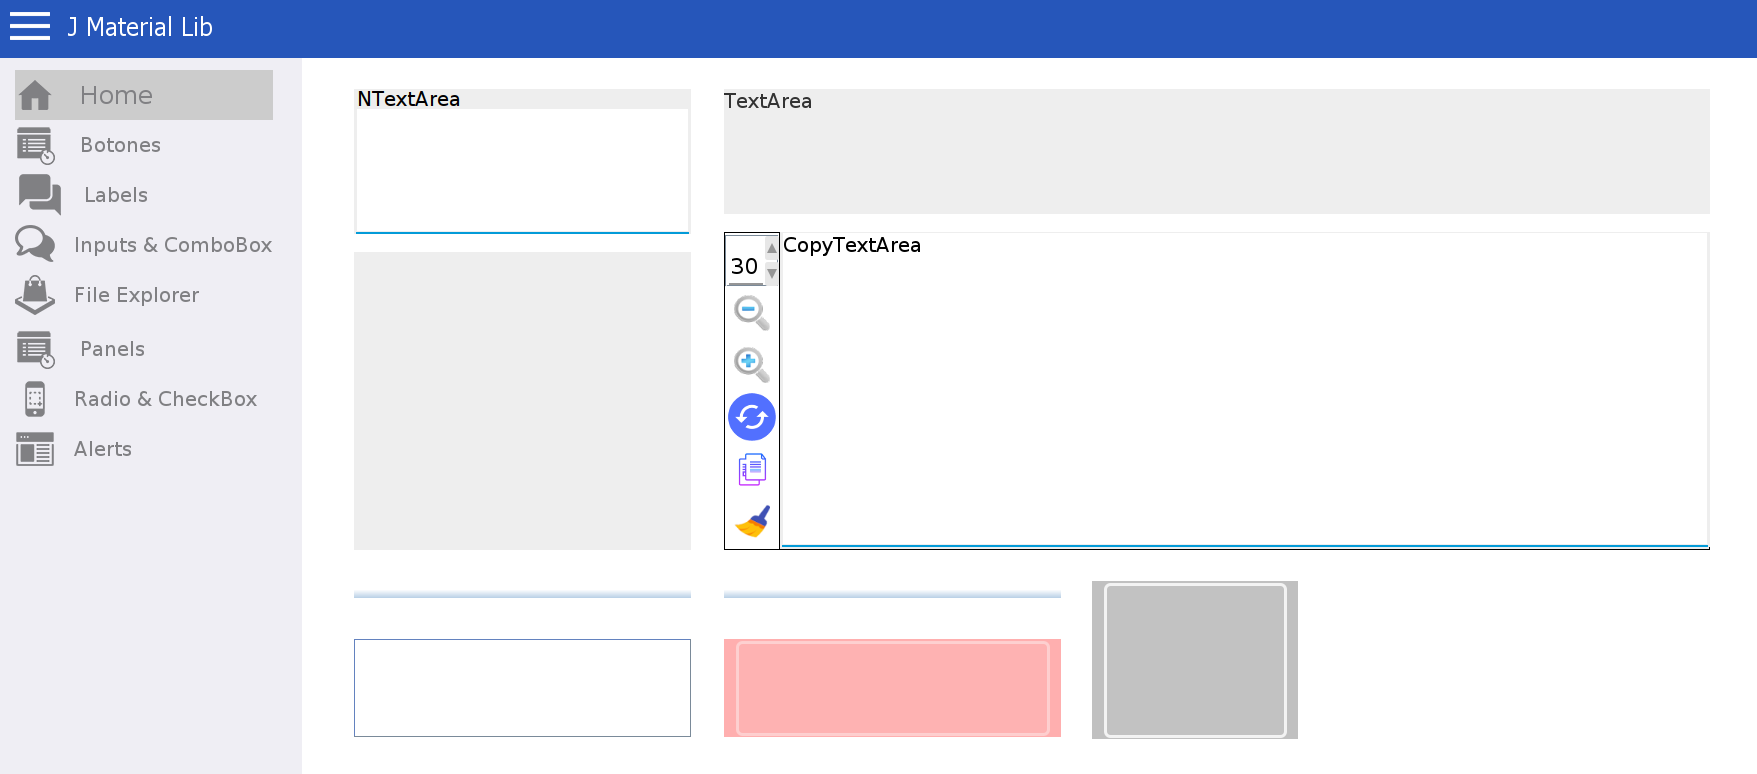 J Material Lib
Home
Botones
Labels
Inputs & ComboBox
File Explorer
Panels
Radio & CheckBox
Alerts
NTextArea
TextArea
30
CopyTextArea